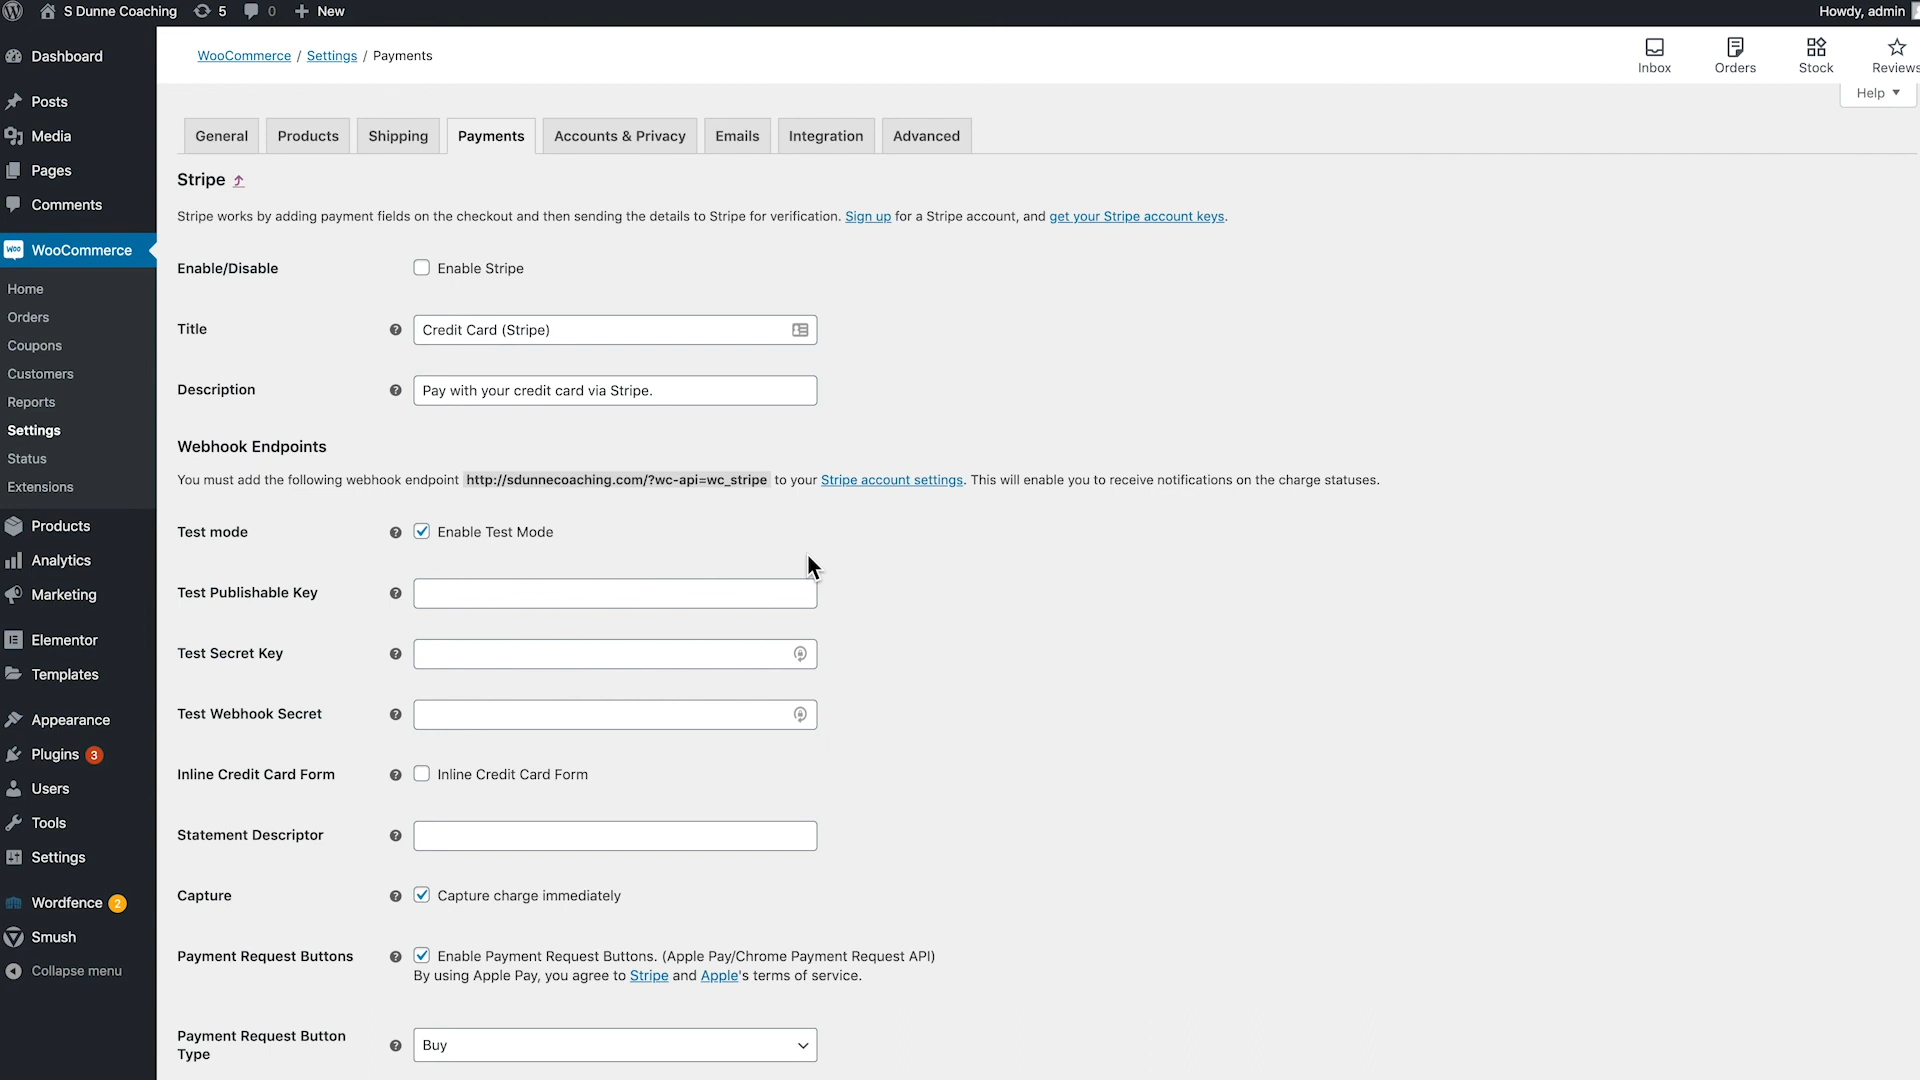 S Dunne Coaching 5 0 New Howdy, admin
Dashboard
Posts
Media
Pages
Comments
WOO WooCommerce
Home
Orders
Coupons
Customers
Reports
Settings
Status
Extensions
Products
Analytics
Marketing
Elementor
Templates
Appearance
Plugins 3
Users
Tools
Settings
Wordfence 2
Smush
Collapse menu
WooCommerce / Settings / Payments
Inbox Orders Stock Reviews
Help
General Products Shipping Payments Accounts & Privacy Emails Integration Advanced
Stripe
Stripe works by adding payment fields on the checkout and then sending the details to Stripe for verification. Sign up for a Stripe account, and get your Stripe account keys.
Enable/Disable Enable Stripe
Title Credit Card (Stripe)
Description Pay with your credit card via Stripe.
Webhook Endpoints
You must add the following webhook endpoint http://sdunnecoaching.com/?wc-api=wc_stripe to your Stripe account settings. This will enable you to receive notifications on the charge statuses.
Test mode Enable Test Mode
Test Publishable Key
Test Secret Key
Test Webhook Secret
Inline Credit Card Form Inline Credit Card Form
Statement Descriptor
Capture Capture charge immediately
Payment Request Buttons Enable Payment Request Buttons. (Apple Pay/Chrome Payment Request API)
By using Apple Pay, you agree to Stripe and Apple's terms of service.
Payment Request Button
Type Buy